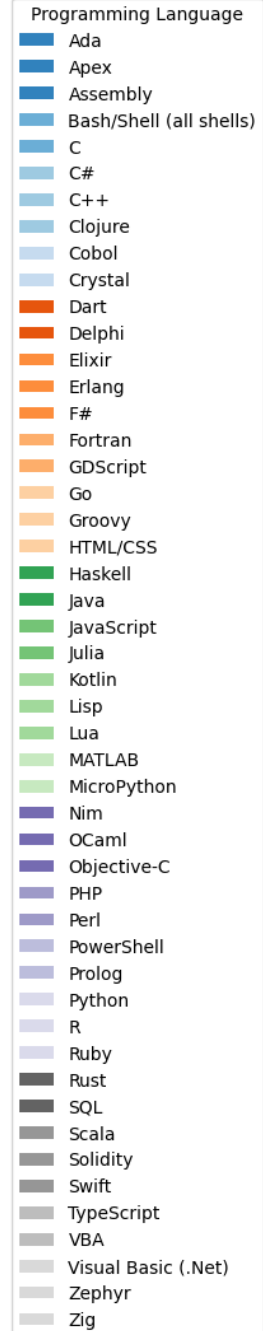 Programming Language
Ada
Apex
Assembly
Bash/Shell (all shells)
C
C#
C++
Clojure
Cobol
Crystal
Dart
Delphi
Elixir
Erlang
F#
Fortran
GDScript
Go
Groovy
HTML/CSS
Haskell
Java
JavaScript
Julia
Kotlin
Lisp
Lua
MATLAB
MicroPython
Nim
OCaml
Objective-C
PHP
Perl
PowerShell
Prolog
Python
R
Ruby
Rust
SQL
Scala
Solidity
Swift
TypeScript
VBA
Visual Basic (.Net)
Zephyr
Zig